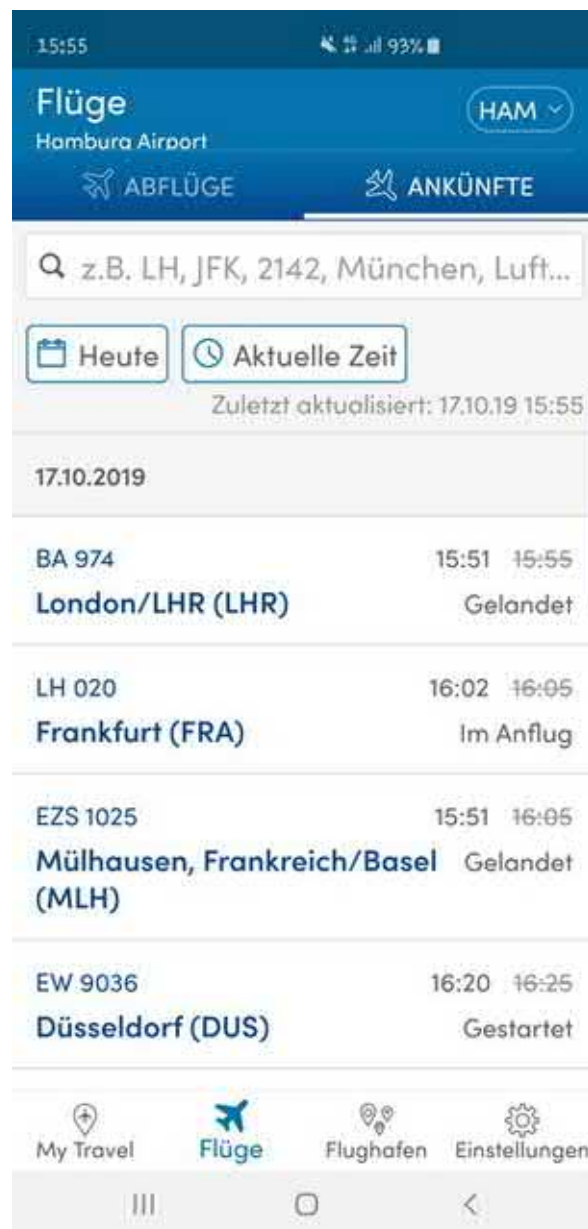 15:55 93%
Flüge
HAM
Hamburg Airport
ABFLÜGE ANKÜNFTE
z.B. LH, JFK, 2142, München, Luft...
Heute Aktuelle Zeit
Zuletzt aktualisiert: 17.10.19 15:55
17.10.2019
BA 974 15:51 15:55
London/LHR (LHR) Gelandet
LH 020 16:02 16:05
Frankfurt (FRA) Im Anflug
EZS 1025 15:51 16:05
Mülhausen, Frankreich/Basel Gelandet
(MLH)
EW 9036 16:20 16:25
Düsseldorf (DUS) Gestartet
My Travel Flüge Flughafen Einstellungen